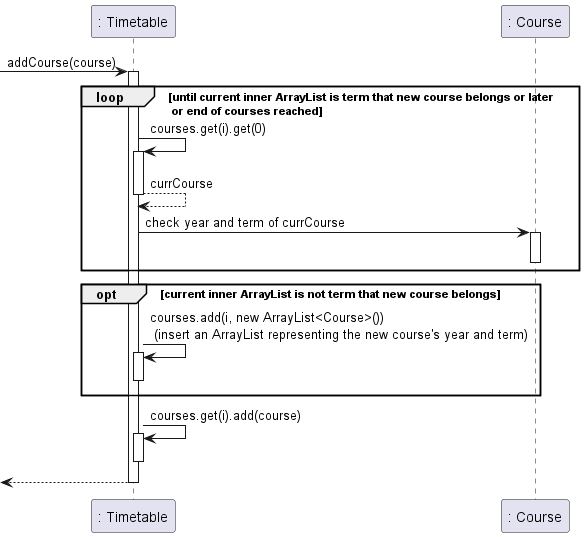 : Timetable
: Course
addCourse(course)
loop
[until current inner ArrayList is term that new course belongs or later
or end of courses reached]
courses.get(i).get(0)
currCourse
check year and term of currCourse
opt
[current inner ArrayList is not term that new course belongs]
courses.add(i, new ArrayList<Course>())
(insert an ArrayList representing the new course's year and term)
courses.get(i).add(course)
: Timetable
: Course